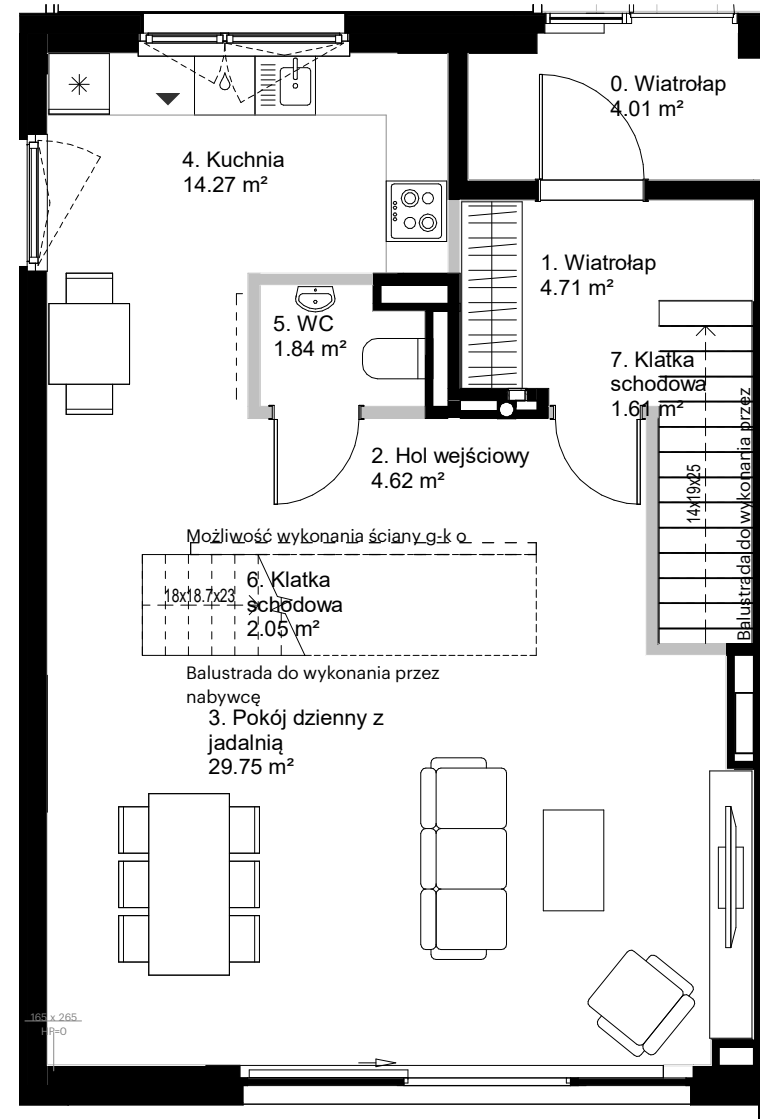 0. Wiatrołap
4.01 m²
4. Kuchnia
14.27 m²
1. Wiatrołap
4.71 m²
5. WC
1.84 m²
7. Klatka
schodowa
1.61 m²
2. Hol wejściowy
4.62 m²
14x19x25
Balustrada do wykonania przez
Możliwość wykonania ściany g-k o
18x18.7x23
6. Klatka
schodowa
2.05 m²
Balustrada do wykonania przez
nabywcę
3. Pokój dzienny z
jadalnią
29.75 m²
165 x 265
HP=0